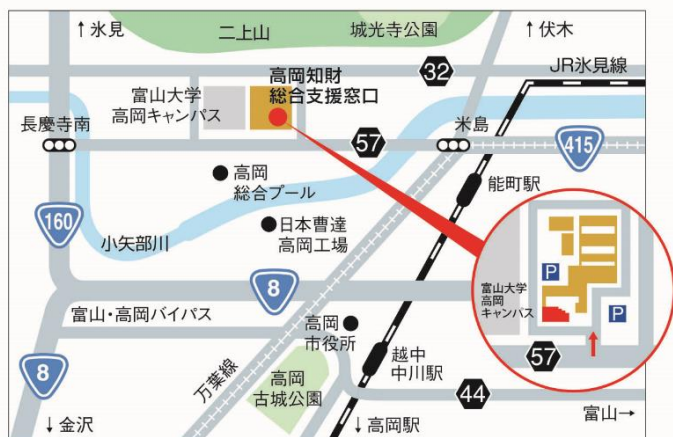 ↑氷見
二上山
城光寺公園
↑伏木
高岡知財
総合支援窓口
32
JR氷見線
富山大学
高岡キャンパス
長慶寺南
57
米島
415
高岡
総合プール
能町駅
160
小矢部川
日本曹達
高岡工場
8
富山・高岡バイパス
富山大学
高岡
キャンパス
P
P
57
高岡
市役所
越中
中川駅
8
万葉線
高岡
古城公園
44
↓金沢
↓高岡駅
富山→